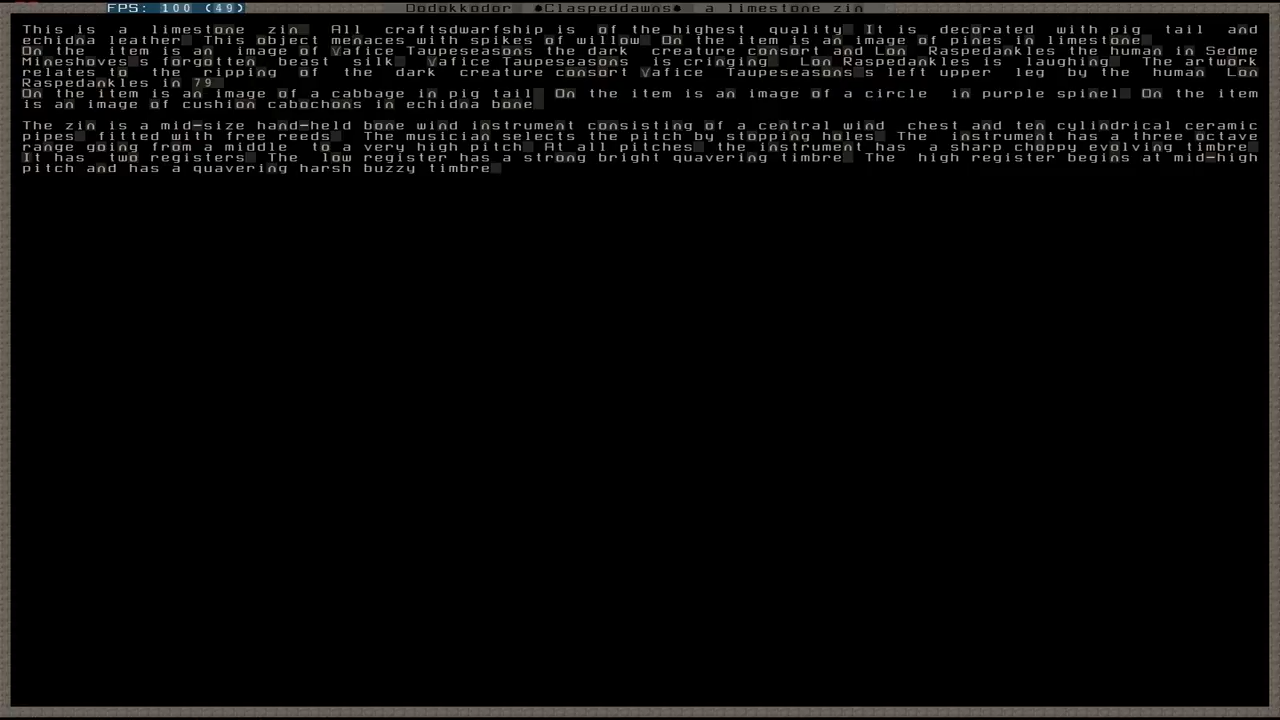 FPS: 100 (49) Dodokkodor •Claspeddawns• a limestone zin
This is a limestone zin All craftsdwarfship is of the highest quality It is decorated with pig tail and
echidna leather This object menaces with spikes of willow On the item is an image of pines in limestone
On the item is an image of Vafice Taupeseasons the dark creature consort and Lon Raspedankles the human in Sedme
Mineshoves s forgotten beast silk Vafice Taupeseasons is cringing Lon Raspedankles is laughing The artwork
relates to the ripping of the dark creature consort Vafice Taupeseasons s left upper leg by the human Lon
Raspedankles in 79
On the item is an image of a cabbage in pig tail On the item is an image of a circle in purple spinel On the item
is an image of cushion cabochons in echidna bone
The zin is a mid-size hand-held bone wind instrument consisting of a central wind chest and ten cylindrical ceramic
pipes fitted with free reeds The musician selects the pitch by stopping holes The instrument has a three octave
range going from a middle to a very high pitch At all pitches the instrument has a sharp choppy evolving timbre
It has two registers The low register has a strong bright quavering timbre The high register begins at mid-high
pitch and has a quavering harsh buzzy timbre